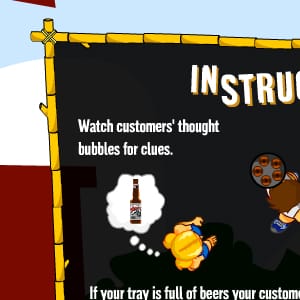 INSTRUC
Watch customers' thought
bubbles for clues.
If your tray is full of beers your custome